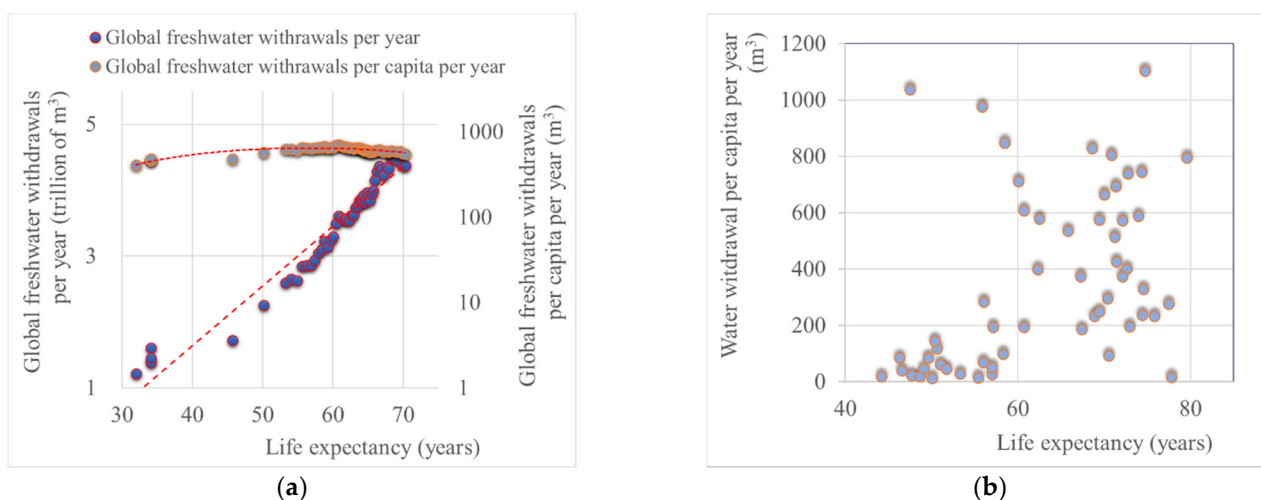 Global freshwater withrawals per year
Global freshwater withrawals per capita per year
Global freshwater withdrawals
per year (trillion of m³)
5
3
1
1000
100
10
1
Global freshwater withdrawals
per capita per year (m³)
30 40 50 60 70
Life expectancy (years)
(a)
Water witdrawal per capita per year
(m³)
1200
1000
800
600
400
200
0
40 60 80
Life expectancy (years)
(b)